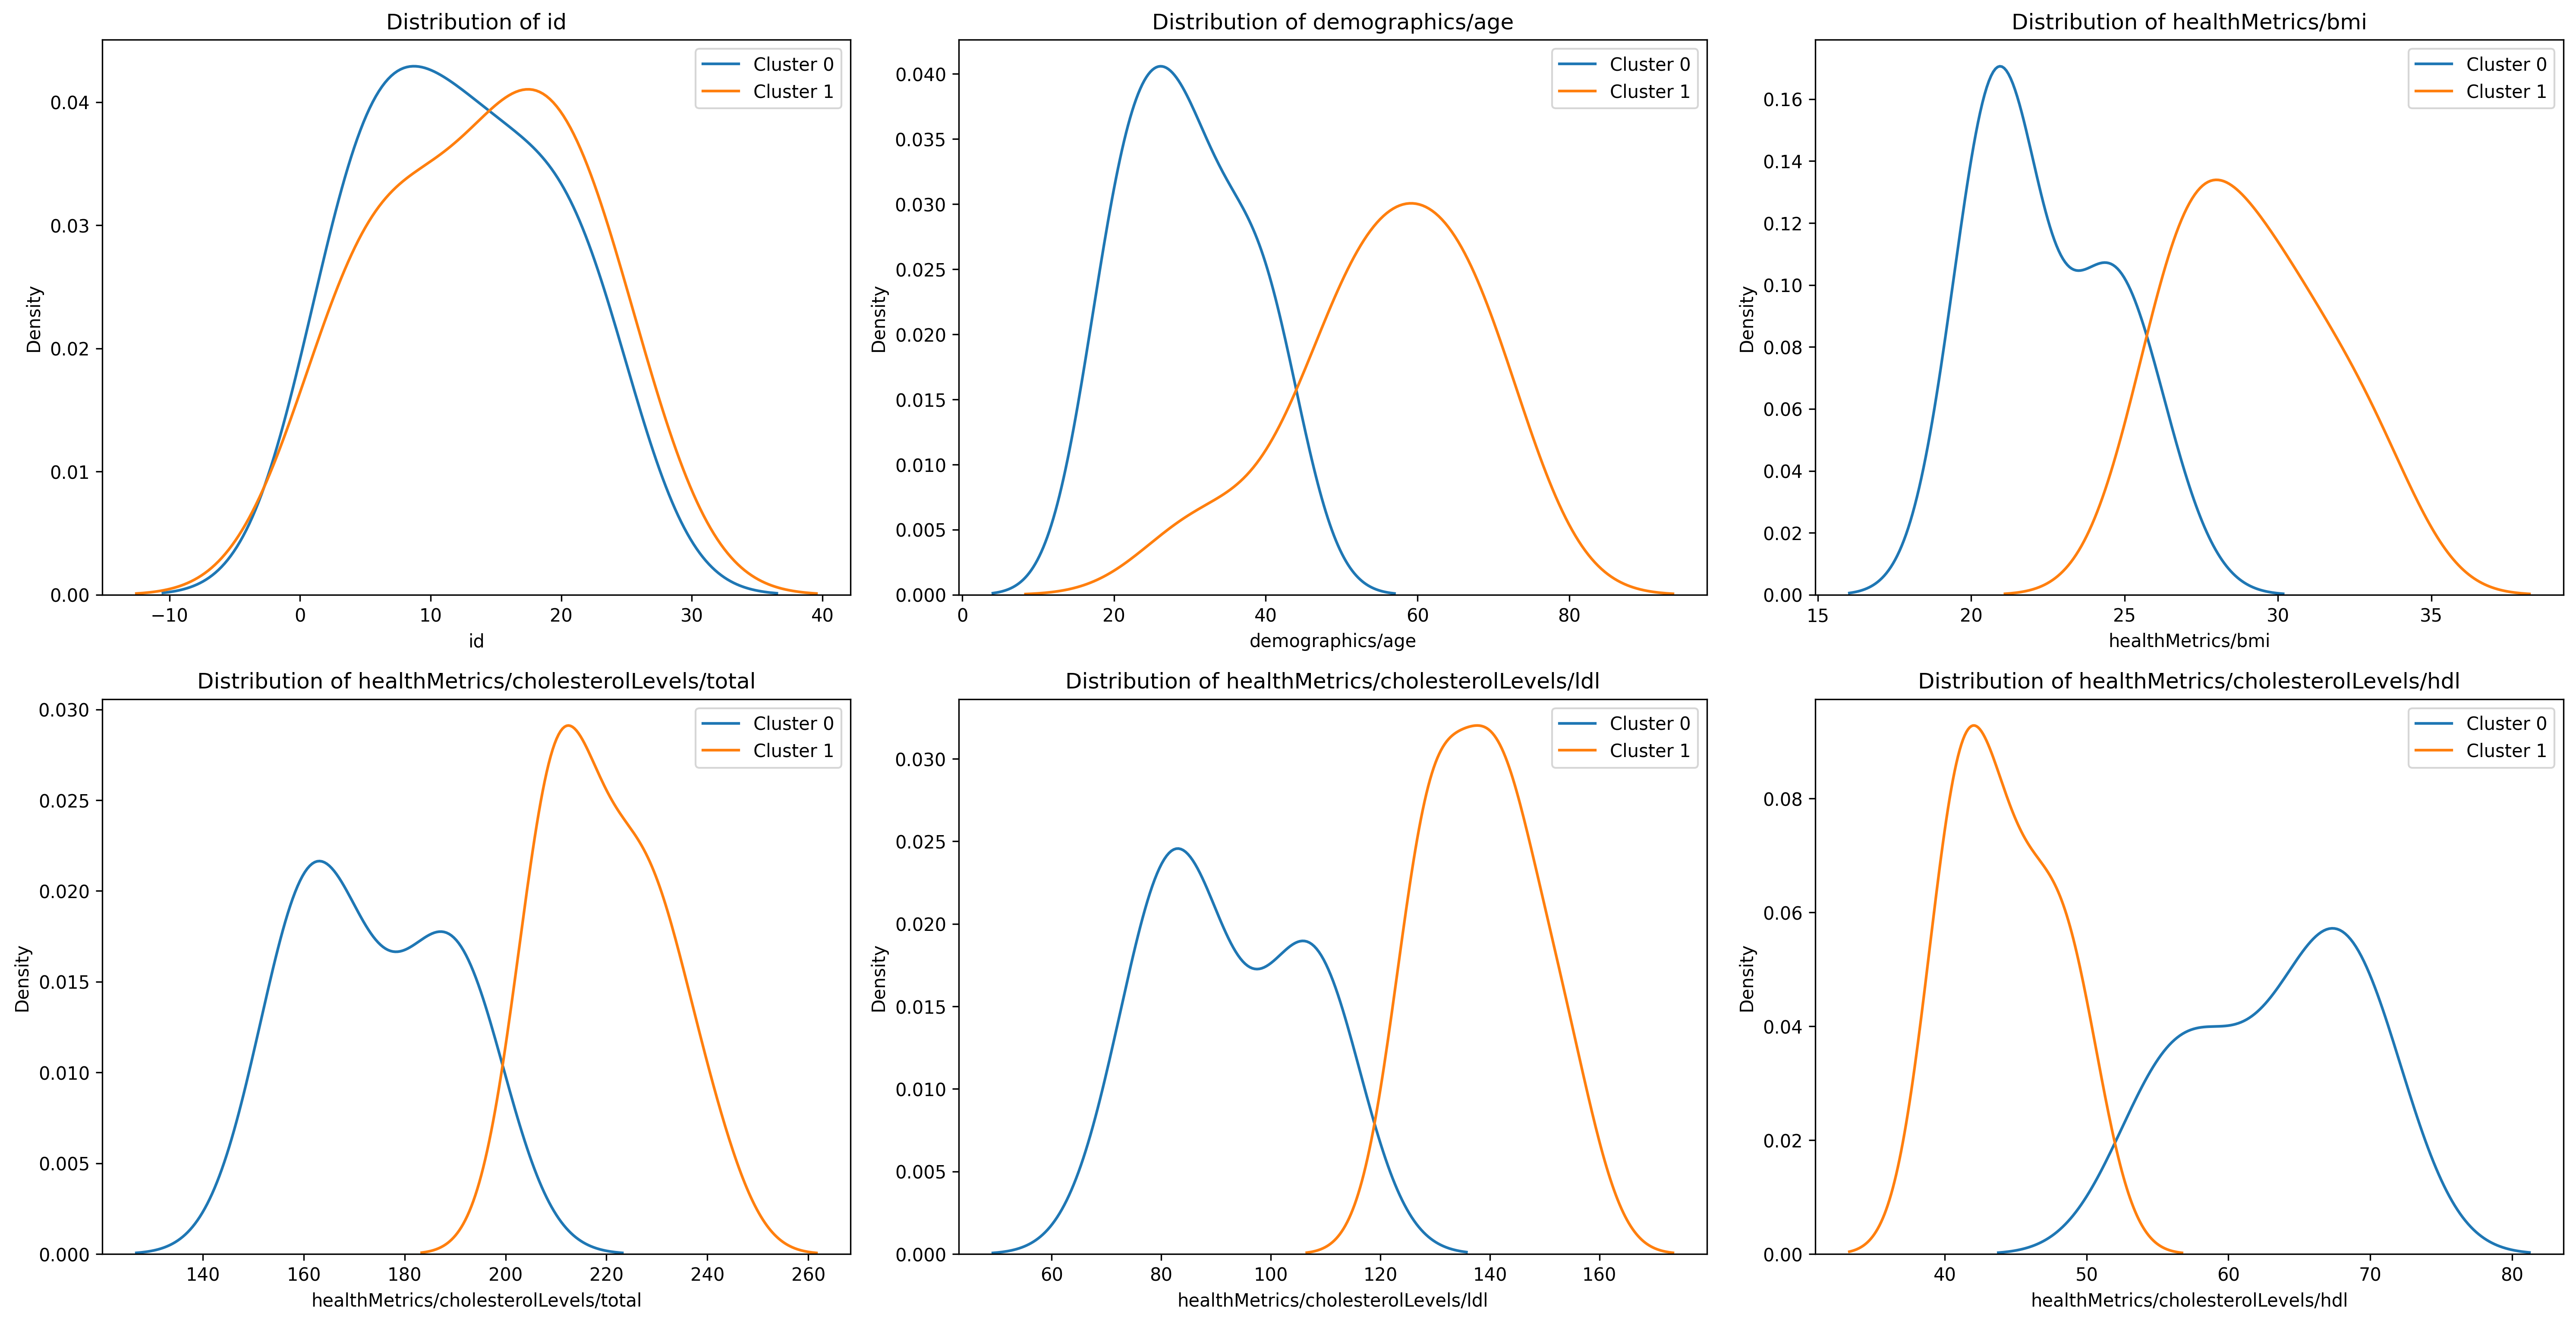 Distribution of id
Cluster 0
Cluster 1
Density
0.04
0.03
0.02
0.01
0.00
−10 0 10 20 30 40
id
Distribution of demographics/age
Cluster 0
Cluster 1
Density
0.040
0.035
0.030
0.025
0.020
0.015
0.010
0.005
0.000
0 20 40 60 80
demographics/age
Distribution of healthMetrics/bmi
Cluster 0
Cluster 1
Density
0.16
0.14
0.12
0.10
0.08
0.06
0.04
0.02
0.00
15 20 25 30 35
healthMetrics/bmi
Distribution of healthMetrics/cholesterolLevels/total
Cluster 0
Cluster 1
Density
0.030
0.025
0.020
0.015
0.010
0.005
0.000
140 160 180 200 220 240 260
healthMetrics/cholesterolLevels/total
Distribution of healthMetrics/cholesterolLevels/ldl
Cluster 0
Cluster 1
Density
0.030
0.025
0.020
0.015
0.010
0.005
0.000
60 80 100 120 140 160
healthMetrics/cholesterolLevels/ldl
Distribution of healthMetrics/cholesterolLevels/hdl
Cluster 0
Cluster 1
Density
0.08
0.06
0.04
0.02
0.00
40 50 60 70 80
healthMetrics/cholesterolLevels/hdl